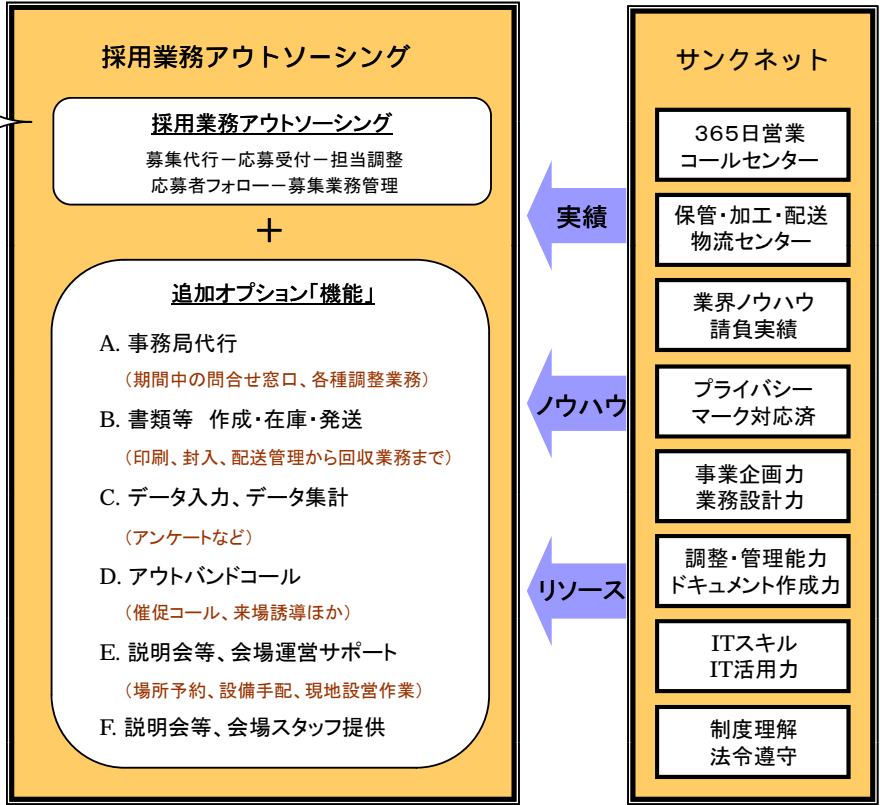 採用業務アウトソーシング
採用業務アウトソーシング
募集代行－応募受付－担当調整
応募者フォロー－募集業務管理
＋
追加オプション「機能」
A. 事務局代行
（期間中の問合せ窓口、各種調整業務）
B. 書類等　作成・在庫・発送
（印刷、封入、配送管理から回収業務まで）
C. データ入力、データ集計
（アンケートなど）
D. アウトバンドコール
（催促コール、来場誘導ほか）
E. 説明会等、会場運営サポート
（場所予約、設備手配、現地設営作業）
F. 説明会等、会場スタッフ提供
実績
ノウハウ
リソース
サンクネット
３６５日営業
コールセンター
保管・加工・配送
物流センター
業界ノウハウ
請負実績
プライバシー
マーク対応済
事業企画力
業務設計力
調整・管理能力
ドキュメント作成力
ITスキル
IT活用力
制度理解
法令遵守